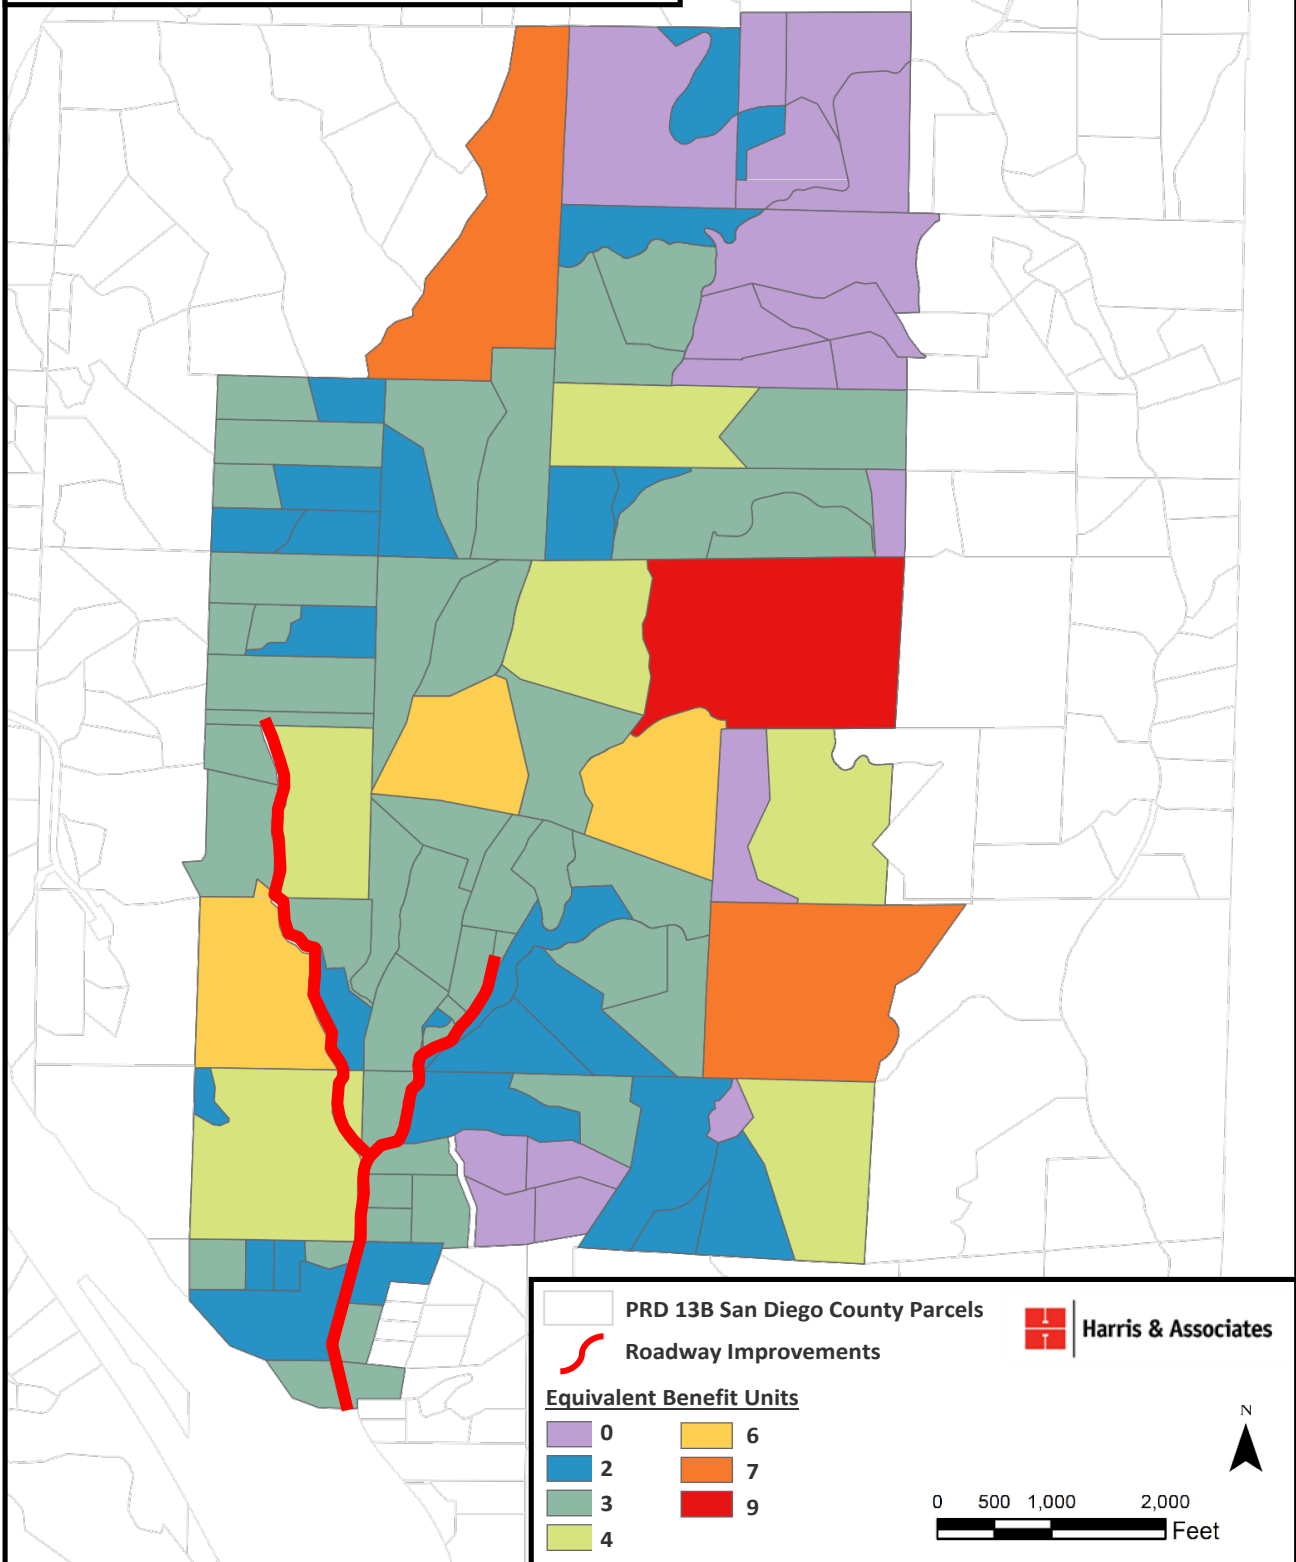 PRD 13B San Diego County Parcels
Roadway Improvements
Harris & Associates
Equivalent Benefit Units
0
2
3
4
6
7
9
N
0 500 1,000 2,000
Feet